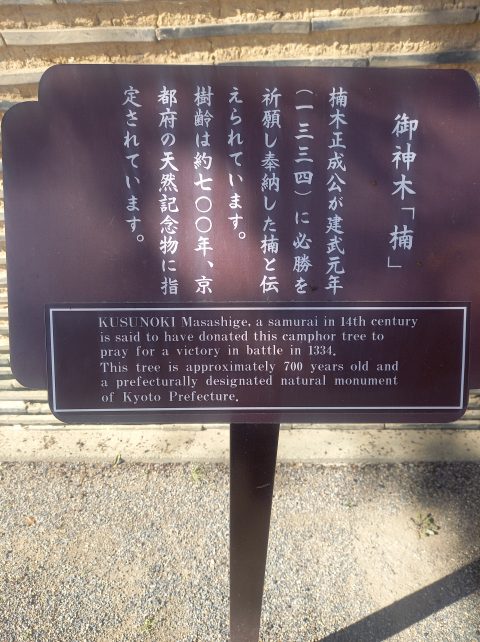 御神木「楠」
楠木正成公が建武元年
（一三三四）に必勝を
祈願し奉納した楠と伝
えられています。
樹齢は約七〇〇年、京
都府の天然記念物に指
定されています。
KUSUNOKI Masashige, a samurai in 14th century
is said to have donated this camphor tree to
pray for a victory in battle in 1334.
This tree is approximately 700 years old and
a prefecturally designated natural monument
of Kyoto Prefecture.